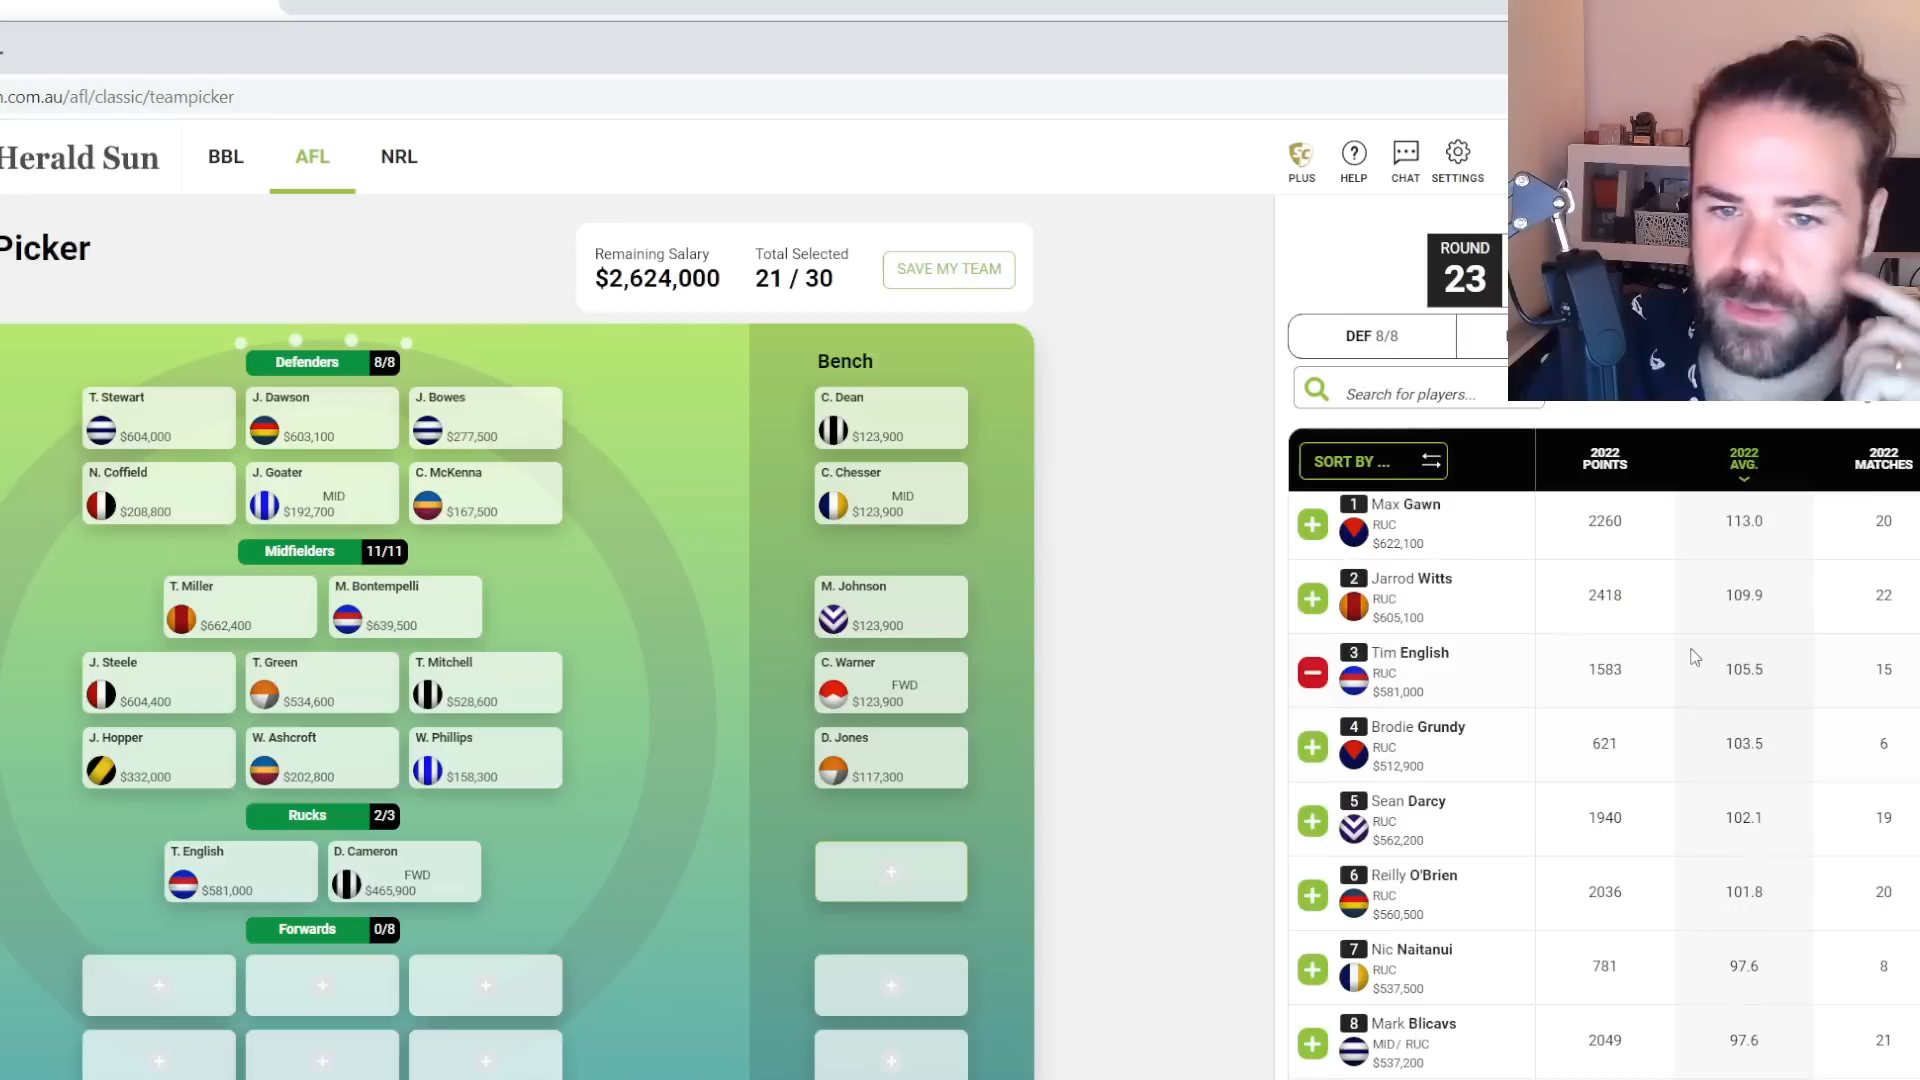 n.com.au/afl/classic/teampicker
Herald Sun
BBL
AFL
NRL
PLUS
HELP
CHAT
SETTINGS
Picker
Remaining Salary
$2,624,000
Total Selected
21 / 30
SAVE MY TEAM
ROUND
23
DEF 8/8
Search for players...
Defenders 8/8
Bench
T. Stewart
$604,000
J. Dawson
$603,100
J. Bowes
$277,500
C. Dean
$123,900
N. Coffield
$208,800
J. Goater
MID
$192,700
C. McKenna
$167,500
C. Chesser
MID
$123,900
Midfielders 11/11
T. Miller
$662,400
M. Bontempelli
$639,500
M. Johnson
$123,900
J. Steele
$604,400
T. Green
$534,600
T. Mitchell
$528,600
C. Warner
FWD
$123,900
J. Hopper
$332,000
W. Ashcroft
$202,800
W. Phillips
$158,300
D. Jones
$117,300
Rucks 2/3
T. English
$581,000
D. Cameron
FWD
$465,900
Forwards 0/8
SORT BY ...
2022
POINTS
2022
AVG.
2022
MATCHES
1 Max Gawn
RUC
$622,100
2260 113.0 20
2 Jarrod Witts
RUC
$605,100
2418 109.9 22
3 Tim English
RUC
$581,000
1583 105.5 15
4 Brodie Grundy
RUC
$512,900
621 103.5 6
5 Sean Darcy
RUC
$562,200
1940 102.1 19
6 Reilly O'Brien
RUC
$560,500
2036 101.8 20
7 Nic Naitanui
RUC
$537,500
781 97.6 8
8 Mark Blicavs
MID/ RUC
$537,200
2049 97.6 21